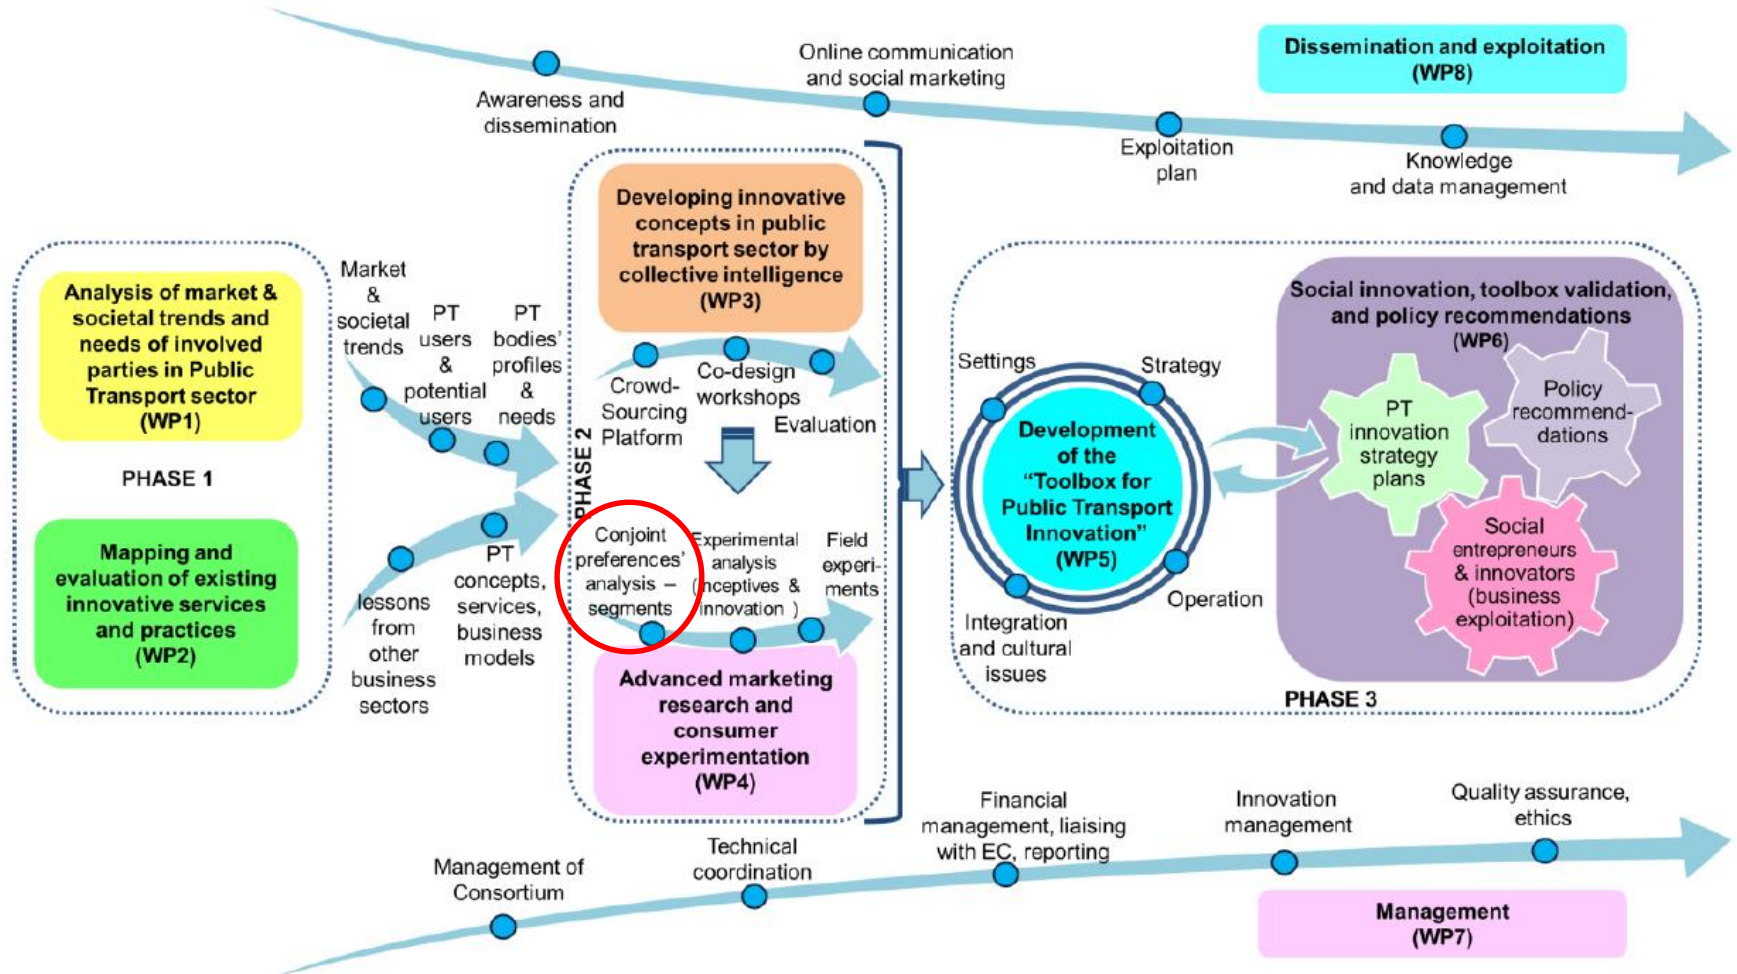 Online communication
and social marketing
Dissemination and exploitation
(WP8)
Awareness and
dissemination
Exploitation
plan
Knowledge
and data management
Analysis of market &
societal trends and
needs of involved
parties in Public
Transport sector
(WP1)
PHASE 1
Mapping and
evaluation of existing
innovative services
and practices
(WP2)
Market
&
societal
trends
PT
users
&
potential
users
PT
bodies'
profiles
&
needs
lessons
from
other
business
sectors
PT
concepts,
services,
business
models
PHASE 2
Developing innovative
concepts in public
transport sector by
collective intelligence
(WP3)
Crowd-
Sourcing
Platform
Co-design
workshops
Evaluation
Conjoint
preferences'
analysis –
segments
Experimental
analysis
(inceptives &
innovation )
Field
experi-
ments
Advanced marketing
research and
consumer
experimentation
(WP4)
Settings
Strategy
Development
of the
“Toolbox for
Public Transport
Innovation”
(WP5)
Operation
Integration
and cultural
issues
Social innovation, toolbox validation,
and policy recommendations
(WP6)
PT
innovation
strategy
plans
Policy
recommend-
dations
Social
entrepreneurs
& innovators
(business
exploitation)
PHASE 3
Management of
Consortium
Technical
coordination
Financial
management, liaising
with EC, reporting
Innovation
management
Quality assurance,
ethics
Management
(WP7)